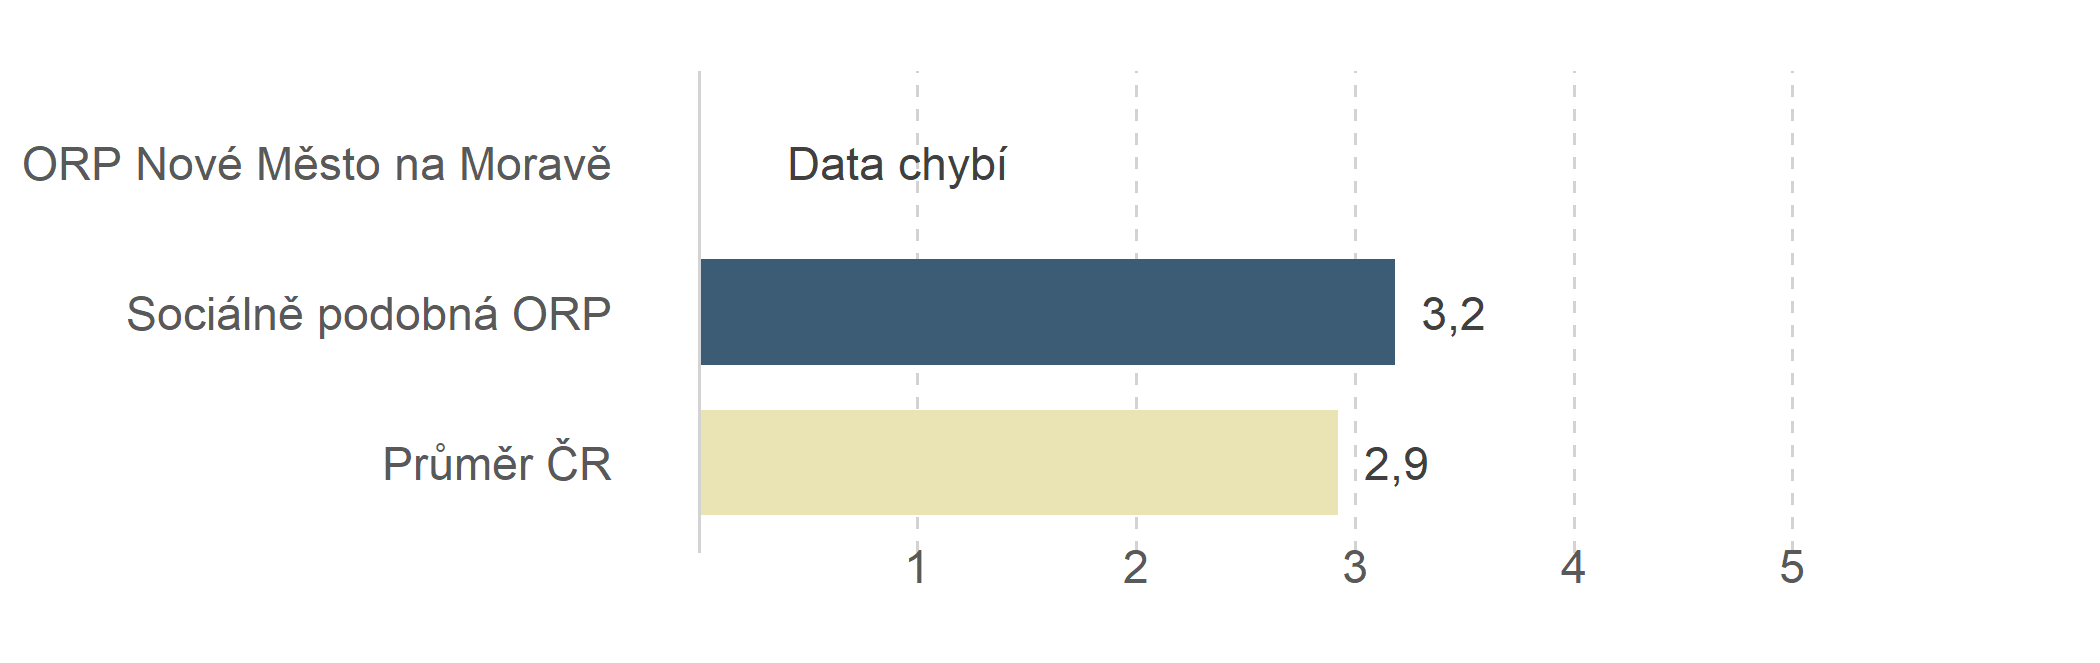 ORP Nové Město na Moravě
Data chybí
Sociálně podobná ORP
3,2
Průměr ČR
2,9
1 2 3 4 5